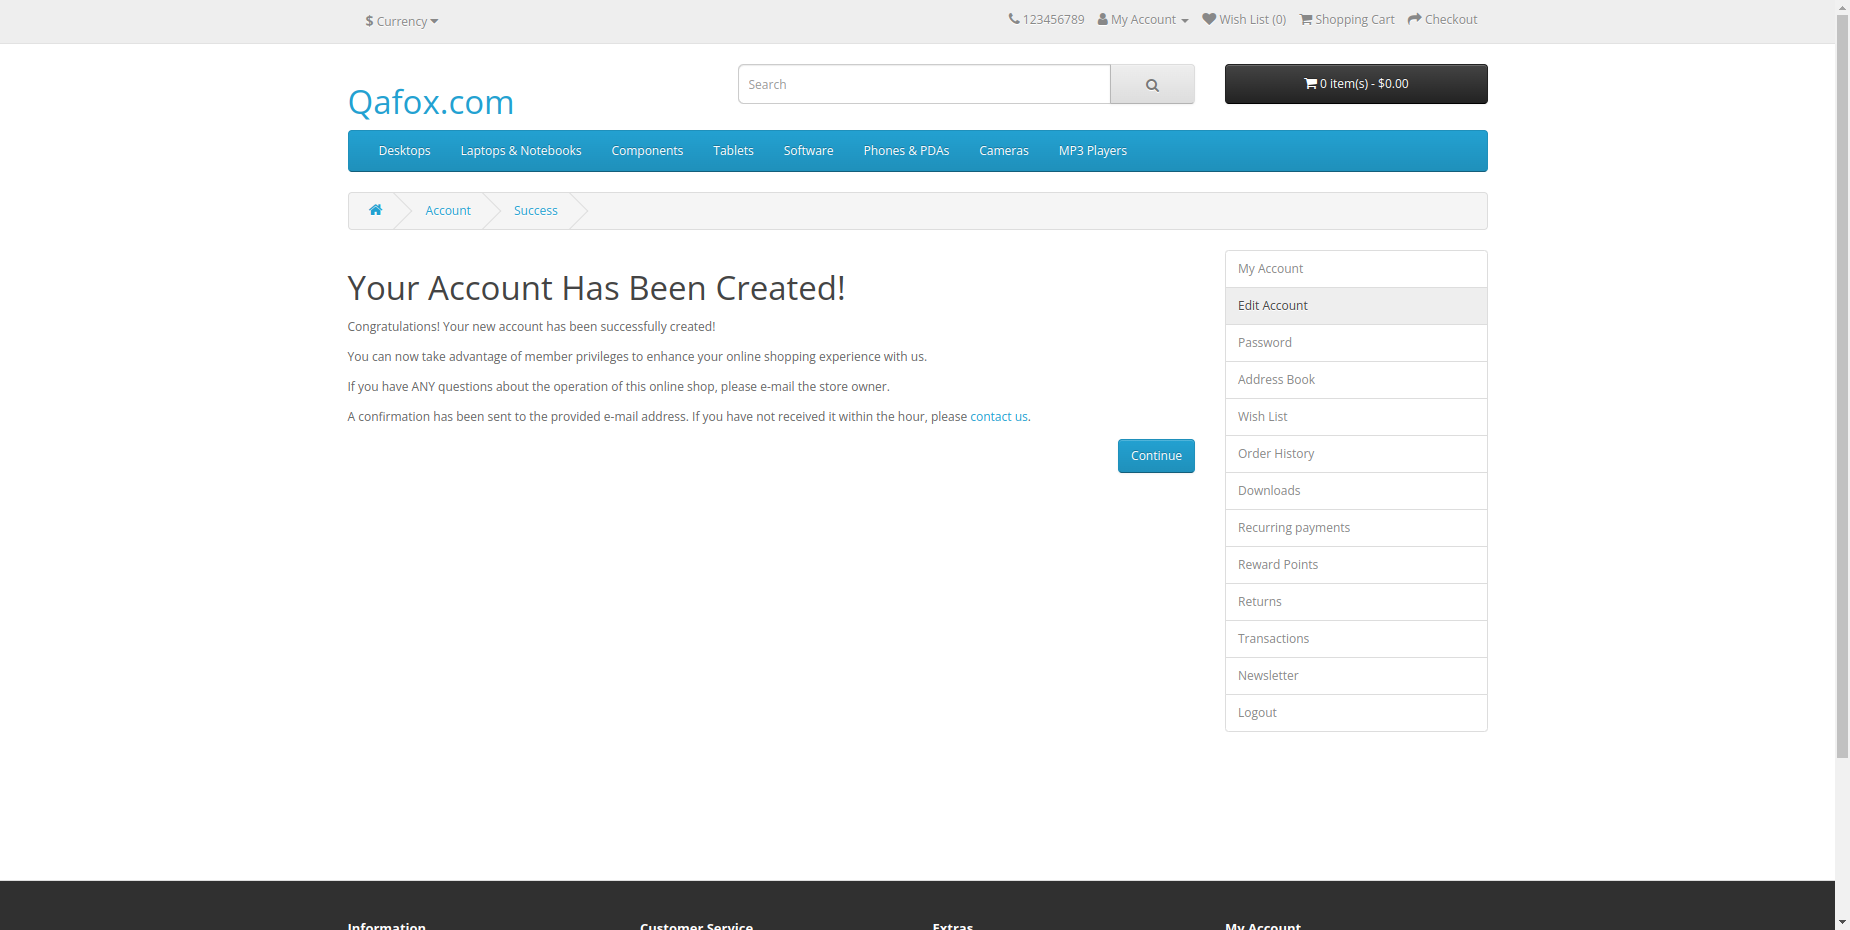 $ Currency
123456789 My Account Wish List (0) Shopping Cart Checkout
Qafox.com
Search
0 item(s) - $0.00
Desktops Laptops & Notebooks Components Tablets Software Phones & PDAs Cameras MP3 Players
Account Success
Your Account Has Been Created!
Congratulations! Your new account has been successfully created!
You can now take advantage of member privileges to enhance your online shopping experience with us.
If you have ANY questions about the operation of this online shop, please e-mail the store owner.
A confirmation has been sent to the provided e-mail address. If you have not received it within the hour, please contact us.
Continue
My Account
Edit Account
Password
Address Book
Wish List
Order History
Downloads
Recurring payments
Reward Points
Returns
Transactions
Newsletter
Logout
Information Customer Service Extras My Account